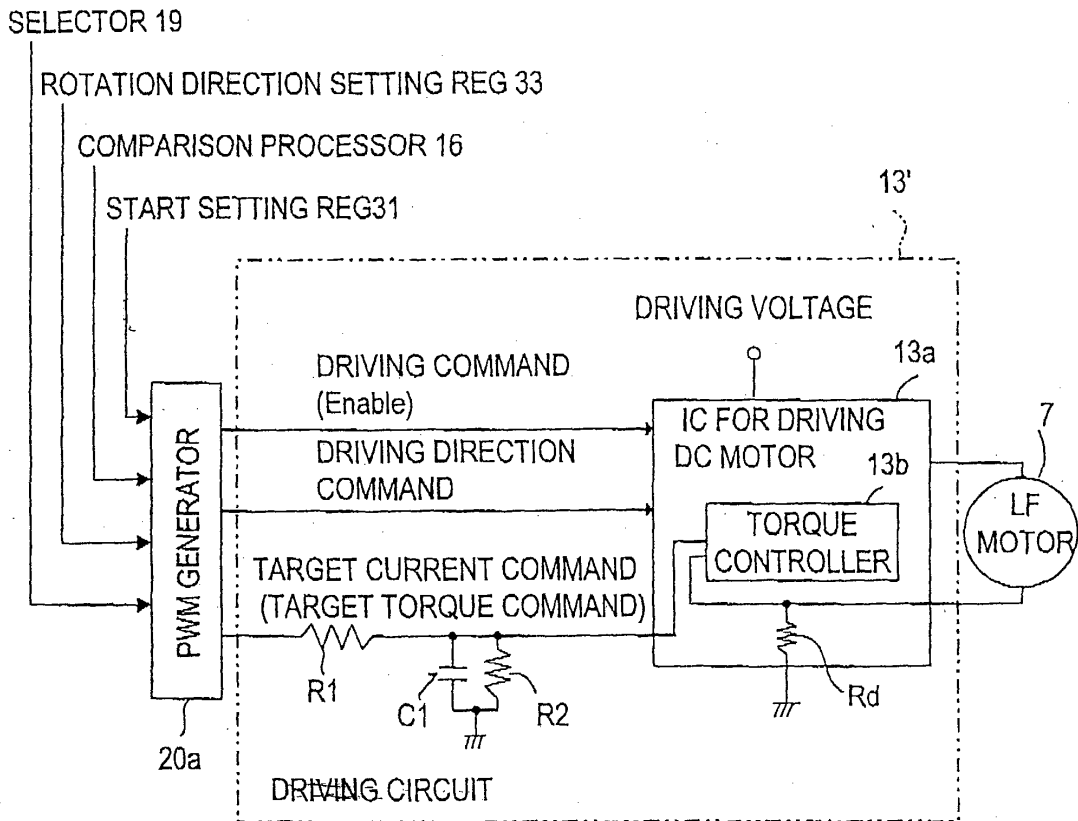 SELECTOR 19
ROTATION DIRECTION SETTING REG 33
COMPARISON PROCESSOR 16
START SETTING REG31
13'
DRIVING VOLTAGE
13a
DRIVING COMMAND
(Enable)
DRIVING DIRECTION
COMMAND
IC FOR DRIVING
DC MOTOR
13b
7
PWM GENERATOR
TORQUE
CONTROLLER
LF
MOTOR
TARGET CURRENT COMMAND
(TARGET TORQUE COMMAND)
R1
C1
R2
Rd
20a
DRIVING CIRCUIT